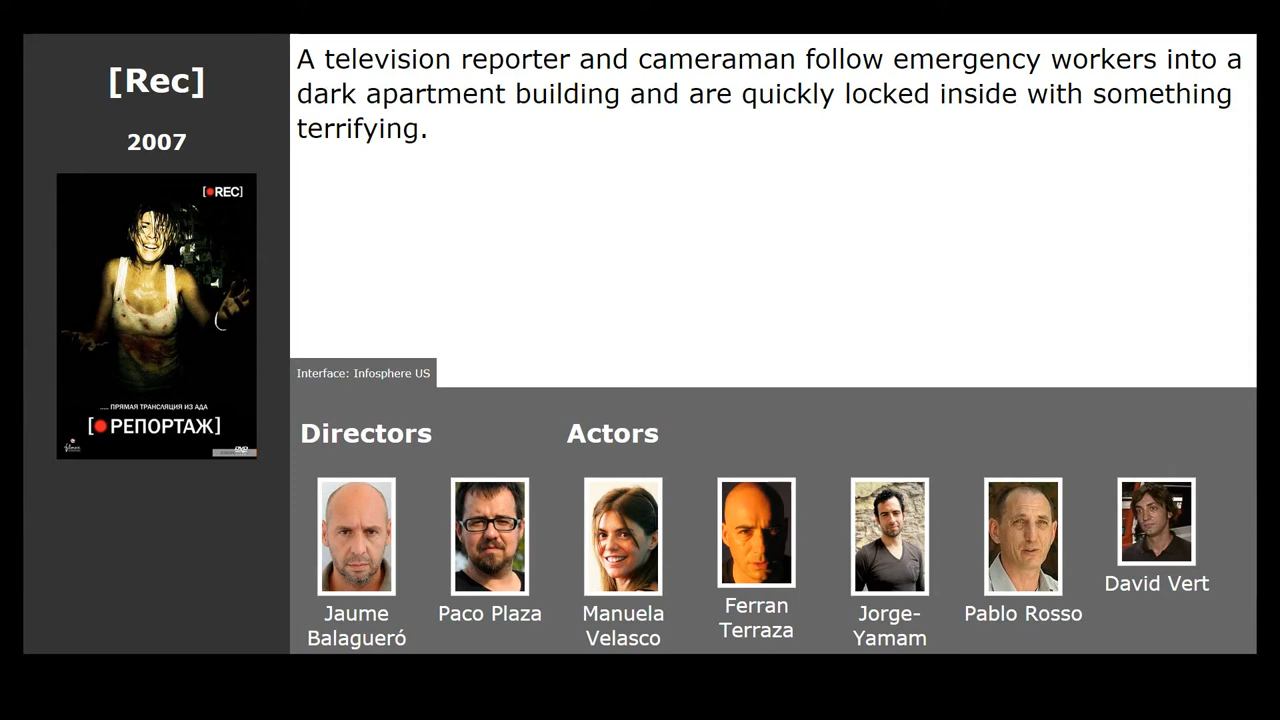 [Rec]
2007
[REC]
..... ПРЯМАЯ ТРАНСЛЯЦИЯ ИЗ АДА
[РЕПОРТАЖ]
DVD
A television reporter and cameraman follow emergency workers into a
dark apartment building and are quickly locked inside with something
terrifying.
Interface: Infosphere US
Directors
Actors
Jaume
Balagueró
Paco Plaza
Manuela
Velasco
Ferran
Terraza
Jorge-
Yamam
Pablo Rosso
David Vert